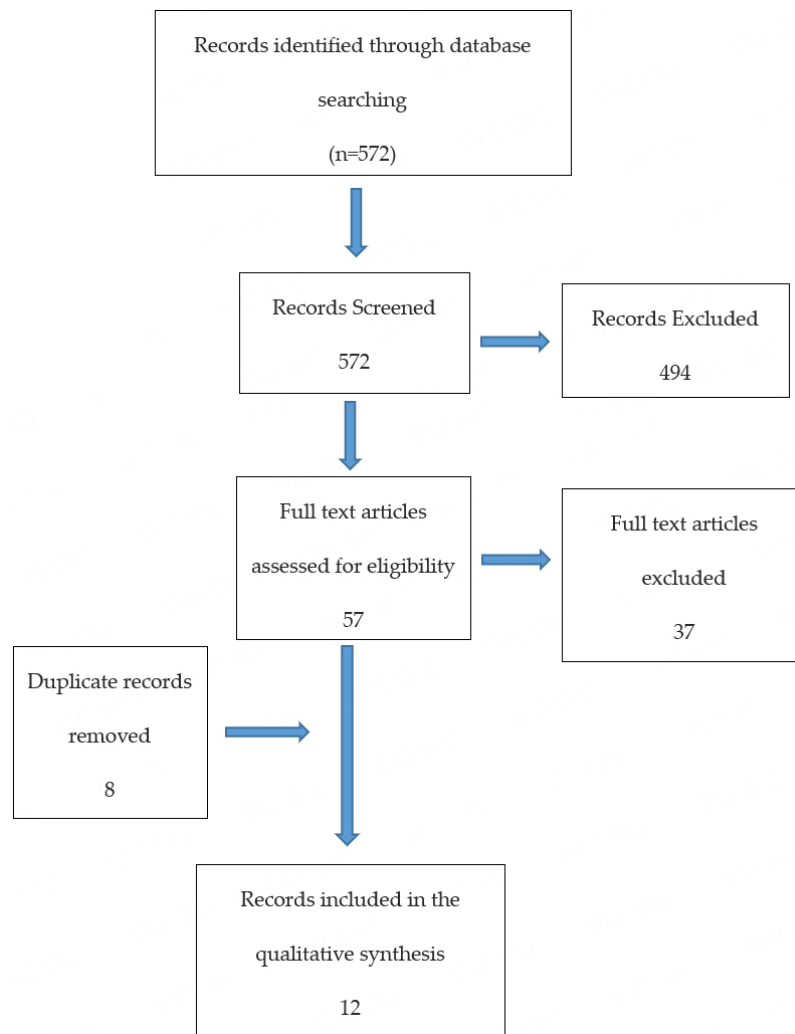 Records identified through database
searching
(n=572)
Records Screened
572
Records Excluded
494
Full text articles
assessed for eligibility
57
Full text articles
excluded
37
Duplicate records
removed
8
Records included in the
qualitative synthesis
12